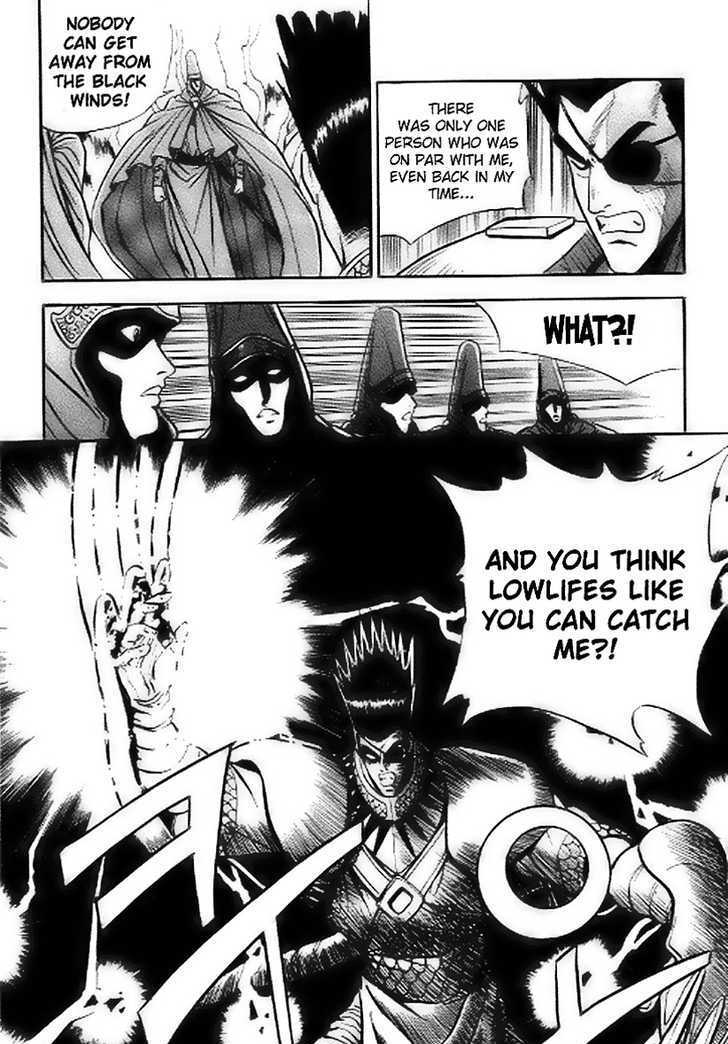 THERE
WAS ONLY ONE
PERSON WHO WAS
ON PAR WITH ME,
EVEN BACK IN MY
TIME...
NOBODY
CAN GET
AWAY FROM
THE BLACK
WINDS!
WHAT?!
AND YOU THINK
LOWLIFES LIKE
YOU CAN CATCH
ME?!